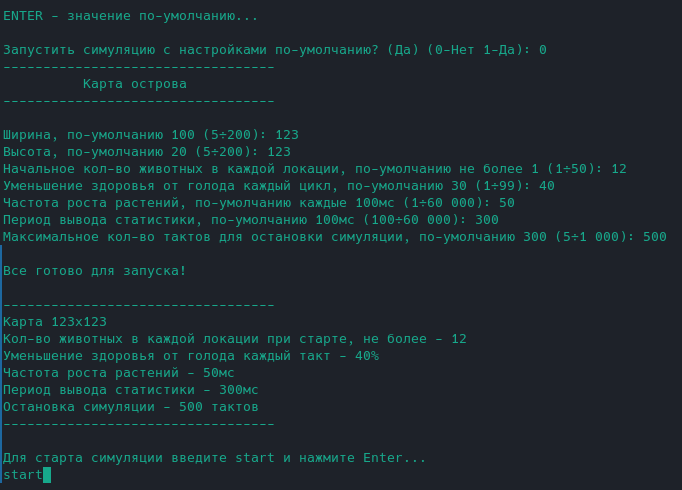 ENTER - значение по-умолчанию...
Запустить симуляцию с настройками по-умолчанию? (Да) (0-Нет 1-Да): 0
----------------------------------
Карта острова
----------------------------------
Ширина, по-умолчанию 100 (5÷200): 123
Высота, по-умолчанию 20 (5÷200): 123
Начальное кол-во животных в каждой локации, по-умолчанию не более 1 (1÷50): 12
Уменьшение здоровья от голода каждый цикл, по-умолчанию 30 (1÷99): 40
Частота роста растений, по-умолчанию каждые 100мс (1÷60 000): 50
Период вывода статистики, по-умолчанию 100мс (100÷60 000): 300
Максимальное кол-во тактов для остановки симуляции, по-умолчанию 300 (5÷1 000): 500
Все готово для запуска!
----------------------------------
Карта 123x123
Кол-во животных в каждой локации при старте, не более - 12
Уменьшение здоровья от голода каждый такт - 40%
Частота роста растений - 50мс
Период вывода статистики - 300мс
Остановка симуляции - 500 тактов
----------------------------------
Для старта симуляции введите start и нажмите Enter...
start